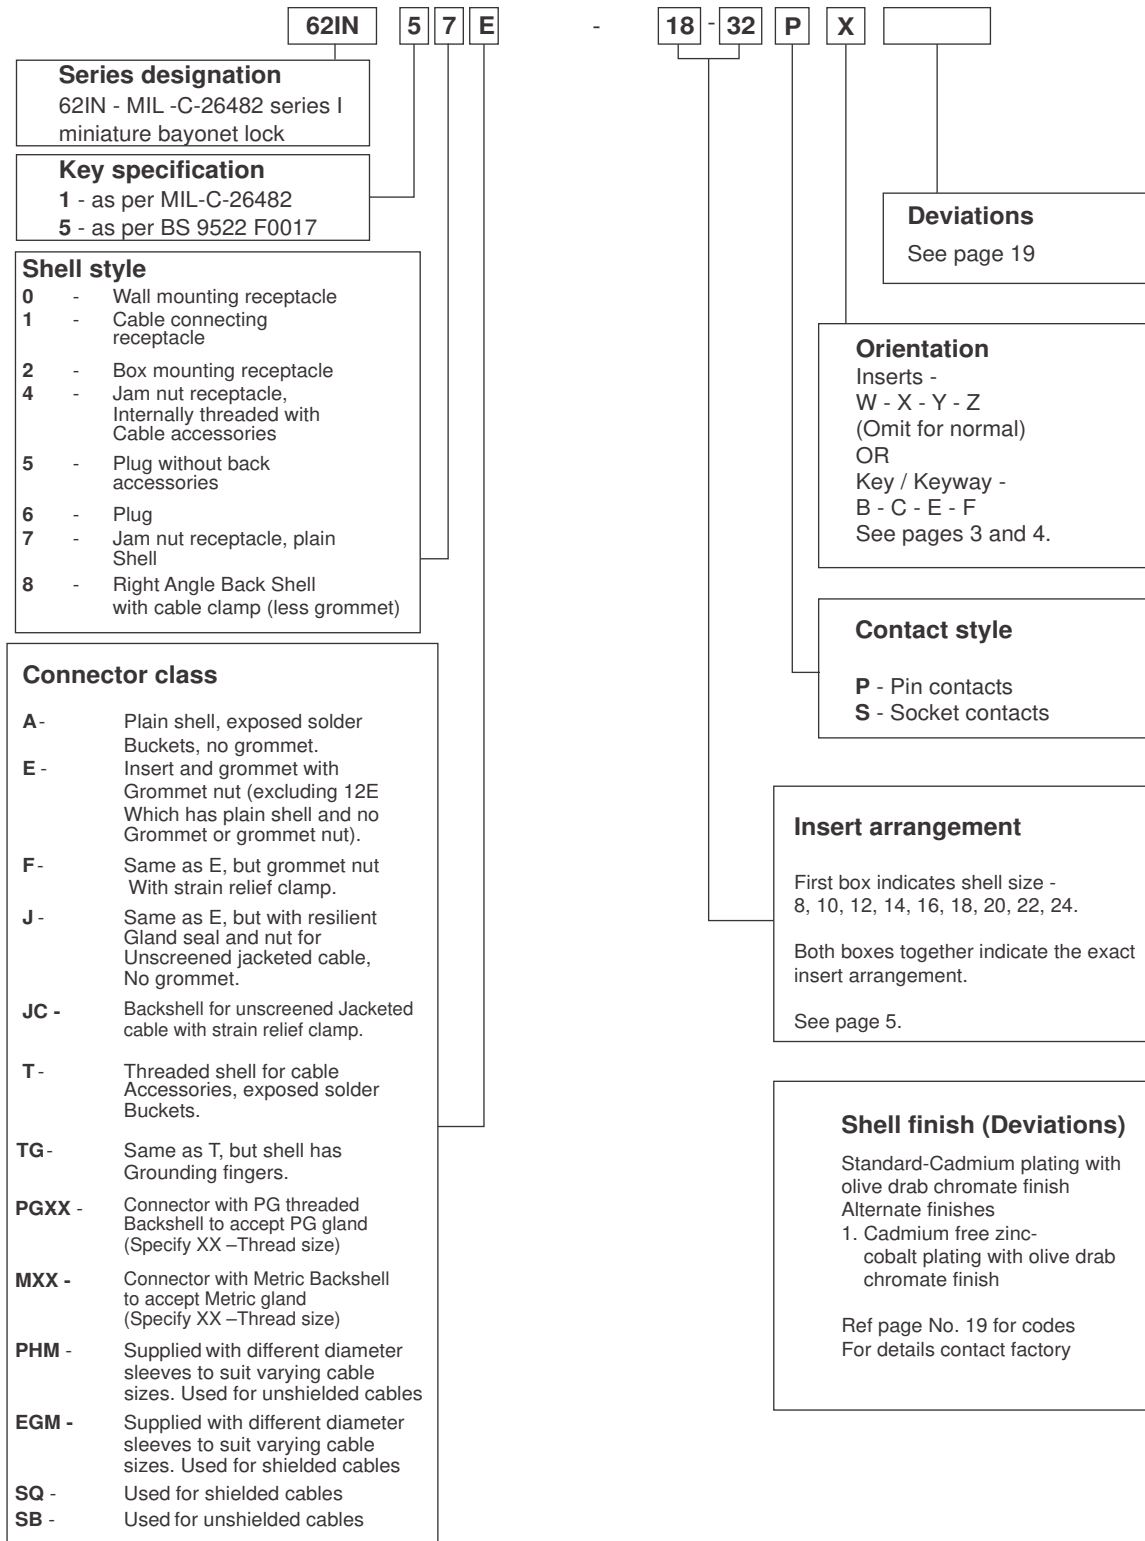 62IN 5 7 E - 18 - 32 P X
Series designation
62IN - MIL -C-26482 series I
miniature bayonet lock
Key specification
1 - as per MIL-C-26482
5 - as per BS 9522 F0017
Shell style
0 - Wall mounting receptacle
1 - Cable connecting
receptacle
2 - Box mounting receptacle
4 - Jam nut receptacle,
Internally threaded with
Cable accessories
5 - Plug without back
accessories
6 - Plug
7 - Jam nut receptacle, plain
Shell
8 - Right Angle Back Shell
with cable clamp (less grommet)
Connector class
A - Plain shell, exposed solder
Buckets, no grommet.
E - Insert and grommet with
Grommet nut (excluding 12E
Which has plain shell and no
Grommet or grommet nut).
F - Same as E, but grommet nut
With strain relief clamp.
J - Same as E, but with resilient
Gland seal and nut for
Unscreened jacketed cable,
No grommet.
JC - Backshell for unscreened Jacketed
cable with strain relief clamp.
T - Threaded shell for cable
Accessories, exposed solder
Buckets.
TG - Same as T, but shell has
Grounding fingers.
PGXX - Connector with PG threaded
Backshell to accept PG gland
(Specify XX –Thread size)
MXX - Connector with Metric Backshell
to accept Metric gland
(Specify XX –Thread size)
PHM - Supplied with different diameter
sleeves to suit varying cable
sizes. Used for unshielded cables
EGM - Supplied with different diameter
sleeves to suit varying cable
sizes. Used for shielded cables
SQ - Used for shielded cables
SB - Used for unshielded cables
Deviations
See page 19
Orientation
Inserts -
W - X - Y - Z
(Omit for normal)
OR
Key / Keyway -
B - C - E - F
See pages 3 and 4.
Contact style
P - Pin contacts
S - Socket contacts
Insert arrangement
First box indicates shell size -
8, 10, 12, 14, 16, 18, 20, 22, 24.
Both boxes together indicate the exact
insert arrangement.
See page 5.
Shell finish (Deviations)
Standard-Cadmium plating with
olive drab chromate finish
Alternate finishes
1. Cadmium free zinc-
cobalt plating with olive drab
chromate finish
Ref page No. 19 for codes
For details contact factory